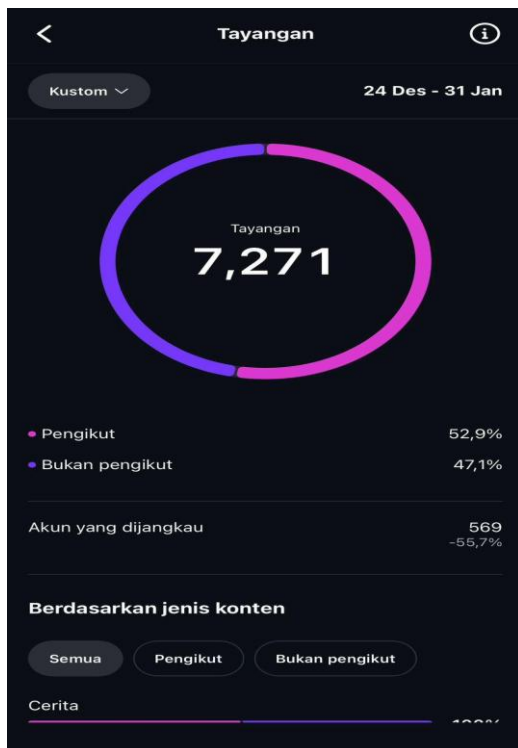 Tayangan
Kustom
24 Des - 31 Jan
Tayangan
7,271
Pengikut 52,9%
Bukan pengikut 47,1%
Akun yang dijangkau 569
-55,7%
Berdasarkan jenis konten
Semua Pengikut Bukan pengikut
Cerita